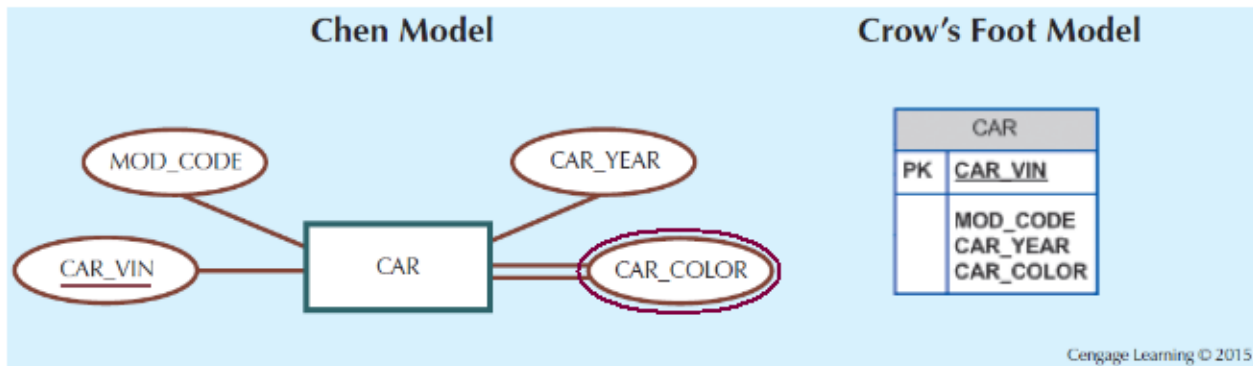 Chen Model
Crow's Foot Model
MOD_CODE
CAR_YEAR
CAR_VIN
CAR
CAR_COLOR
CAR
PK CAR_VIN
MOD_CODE
CAR_YEAR
CAR_COLOR
Cengage Learning © 2015